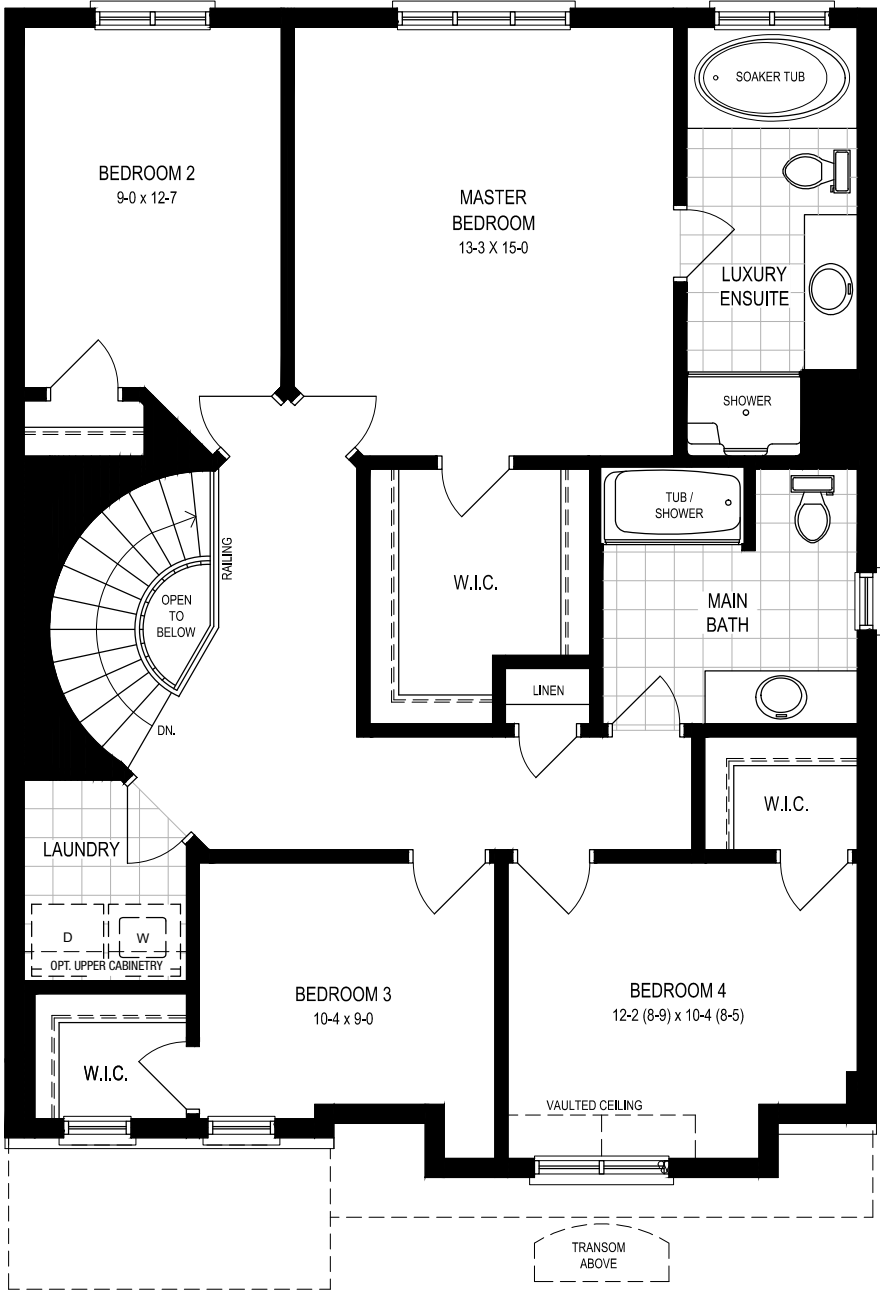 SOAKER TUB
BEDROOM 2
9-0 x 12-7
MASTER
BEDROOM
13-3 X 15-0
LUXURY
ENSUITE
SHOWER
TUB /
SHOWER
RAILING
W.I.C.
OPEN
TO
BELOW
MAIN
BATH
LINEN
DN.
W.I.C.
LAUNDRY
D
W
OPT. UPPER CABINETRY
BEDROOM 3
10-4 x 9-0
BEDROOM 4
12-2 (8-9) x 10-4 (8-5)
W.I.C.
VAULTED CEILING
TRANSOM
ABOVE